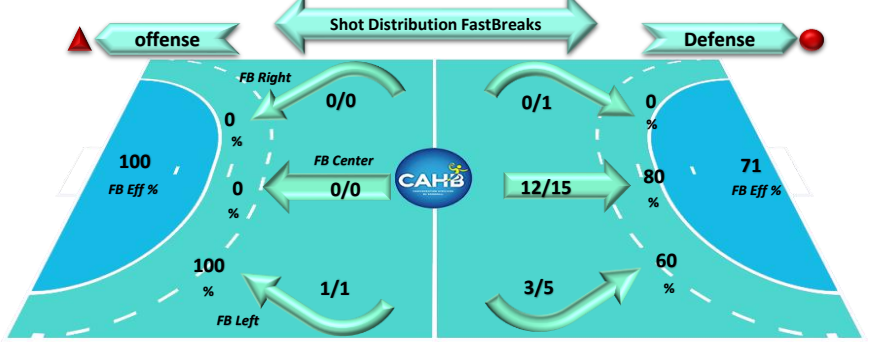 Shot Distribution FastBreaks
offense
Defense
FB Right
0/0
0/1
0
%
0
%
100
FB Eff %
FB Center
0/0
0
%
CAHB
12/15
80
%
71
FB Eff %
100
%
1/1
FB Left
3/5
60
%